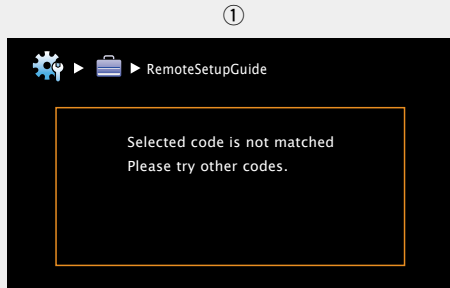 ①
RemoteSetupGuide
Selected code is not matched
Please try other codes.